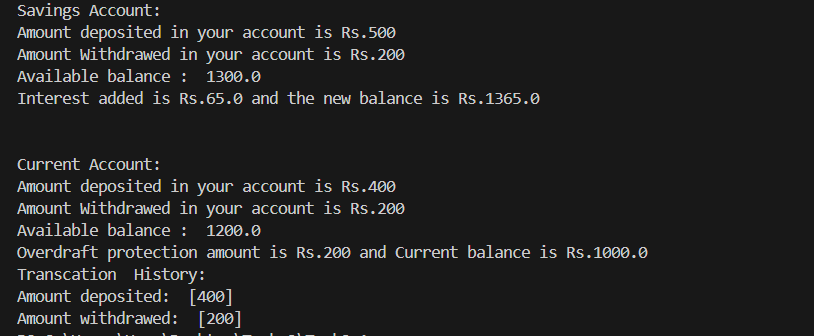 Savings Account:
Amount deposited in your account is Rs.500
Amount Withdrawed in your account is Rs.200
Available balance :  1300.0
Interest added is Rs.65.0 and the new balance is Rs.1365.0
Current Account:
Amount deposited in your account is Rs.400
Amount Withdrawed in your account is Rs.200
Available balance :  1200.0
Overdraft protection amount is Rs.200 and Current balance is Rs.1000.0
Transcation  History:
Amount deposited:  [400]
Amount withdrawed:  [200]